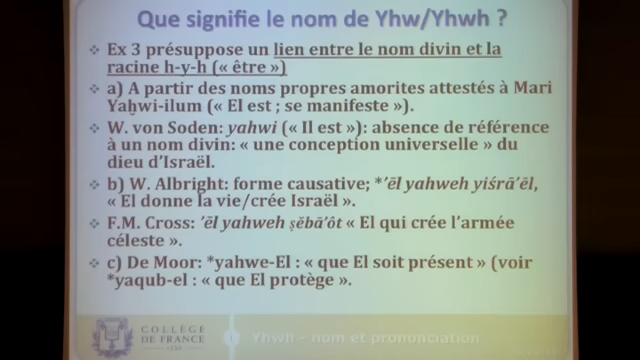 Que signifie le nom de Yhw/Yhwh ?
❖ Ex 3 présuppose un lien entre le nom divin et la
racine h-y-h (« être »)
❖ a) A partir des noms propres amorites attestés à Mari
Yaḫwi-ilum (« El est ; se manifeste »).
❖ W. von Soden: yahwi (« Il est »): absence de référence
à un nom divin: « une conception universelle » du
dieu d’Israël.
❖ b) W. Albright: forme causative; *’ēl yahweh yiśrā’ēl,
« El donne la vie/crée Israël ».
❖ F.M. Cross: ’ēl yahweh ṣĕbā’ôt « El qui crée l’armée
céleste ».
❖ c) De Moor: *yahwe-El : « que El soit présent » (voir
*yaqub-el : « que El protège ».
COLLÈGE
DE FRANCE
Yhwh – nom et prononciation